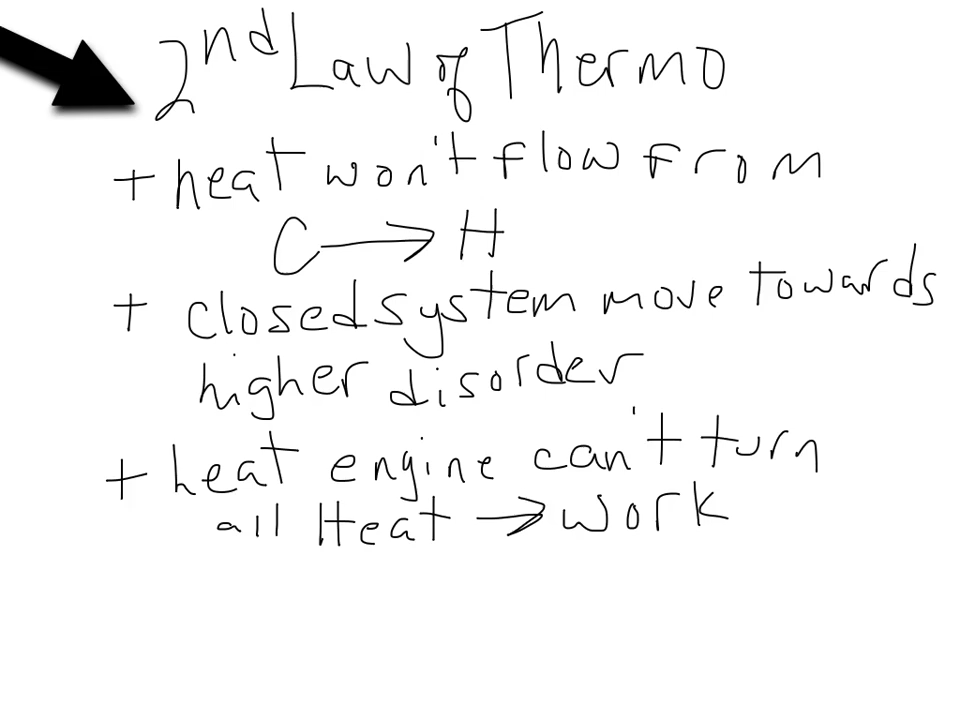 2nd Law of Thermo
+ heat won't flow from
C → H
+ closed system move towards
higher disorder
+ heat engine can't turn
all Heat → work